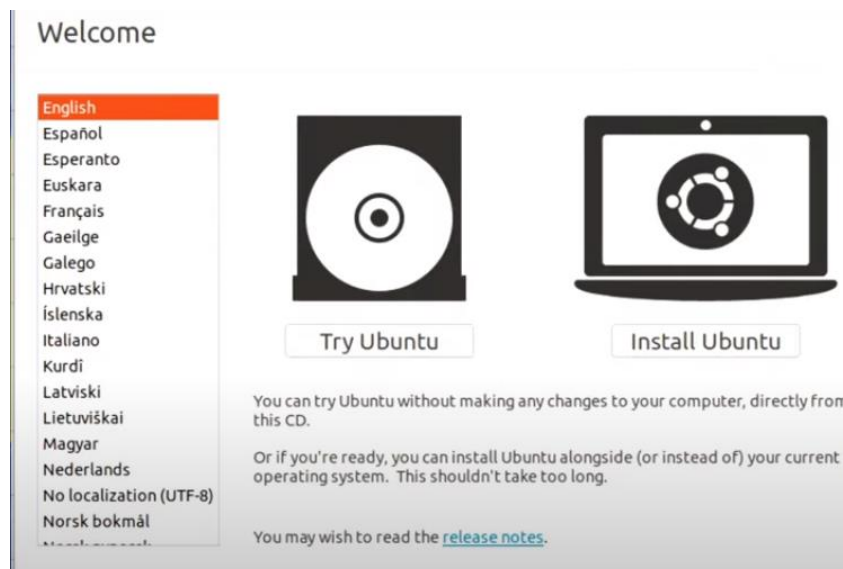 Welcome
English
Español
Esperanto
Euskara
Français
Gaeilge
Galego
Hrvatski
Íslenska
Italiano
Kurdî
Latviski
Lietuviškai
Magyar
Nederlands
No localization (UTF-8)
Norsk bokmål
Try Ubuntu
Install Ubuntu
You can try Ubuntu without making any changes to your computer, directly from
this CD.
Or if you're ready, you can install Ubuntu alongside (or instead of) your current
operating system. This shouldn't take too long.
You may wish to read the release notes.